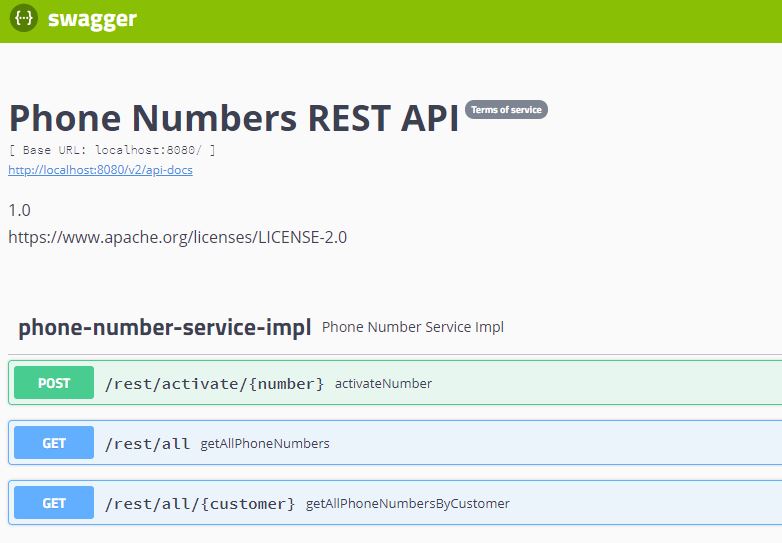 {···} swagger
Phone Numbers REST API Terms of service
[ Base URL: localhost:8080/ ]
http://localhost:8080/v2/api-docs
1.0
https://www.apache.org/licenses/LICENSE-2.0
phone-number-service-impl Phone Number Service Impl
POST /rest/activate/{number} activateNumber
GET /rest/all getAllPhoneNumbers
GET /rest/all/{customer} getAllPhoneNumbersByCustomer